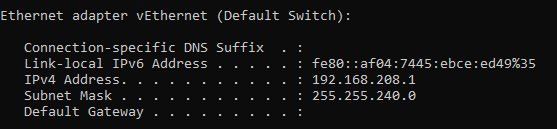 Ethernet adapter vEthernet (Default Switch):
Connection-specific DNS Suffix  . :
Link-local IPv6 Address . . . . . : fe80::af04:7445:ebce:ed49%35
IPv4 Address. . . . . . . . . . . : 192.168.208.1
Subnet Mask . . . . . . . . . . . : 255.255.240.0
Default Gateway . . . . . . . . . :